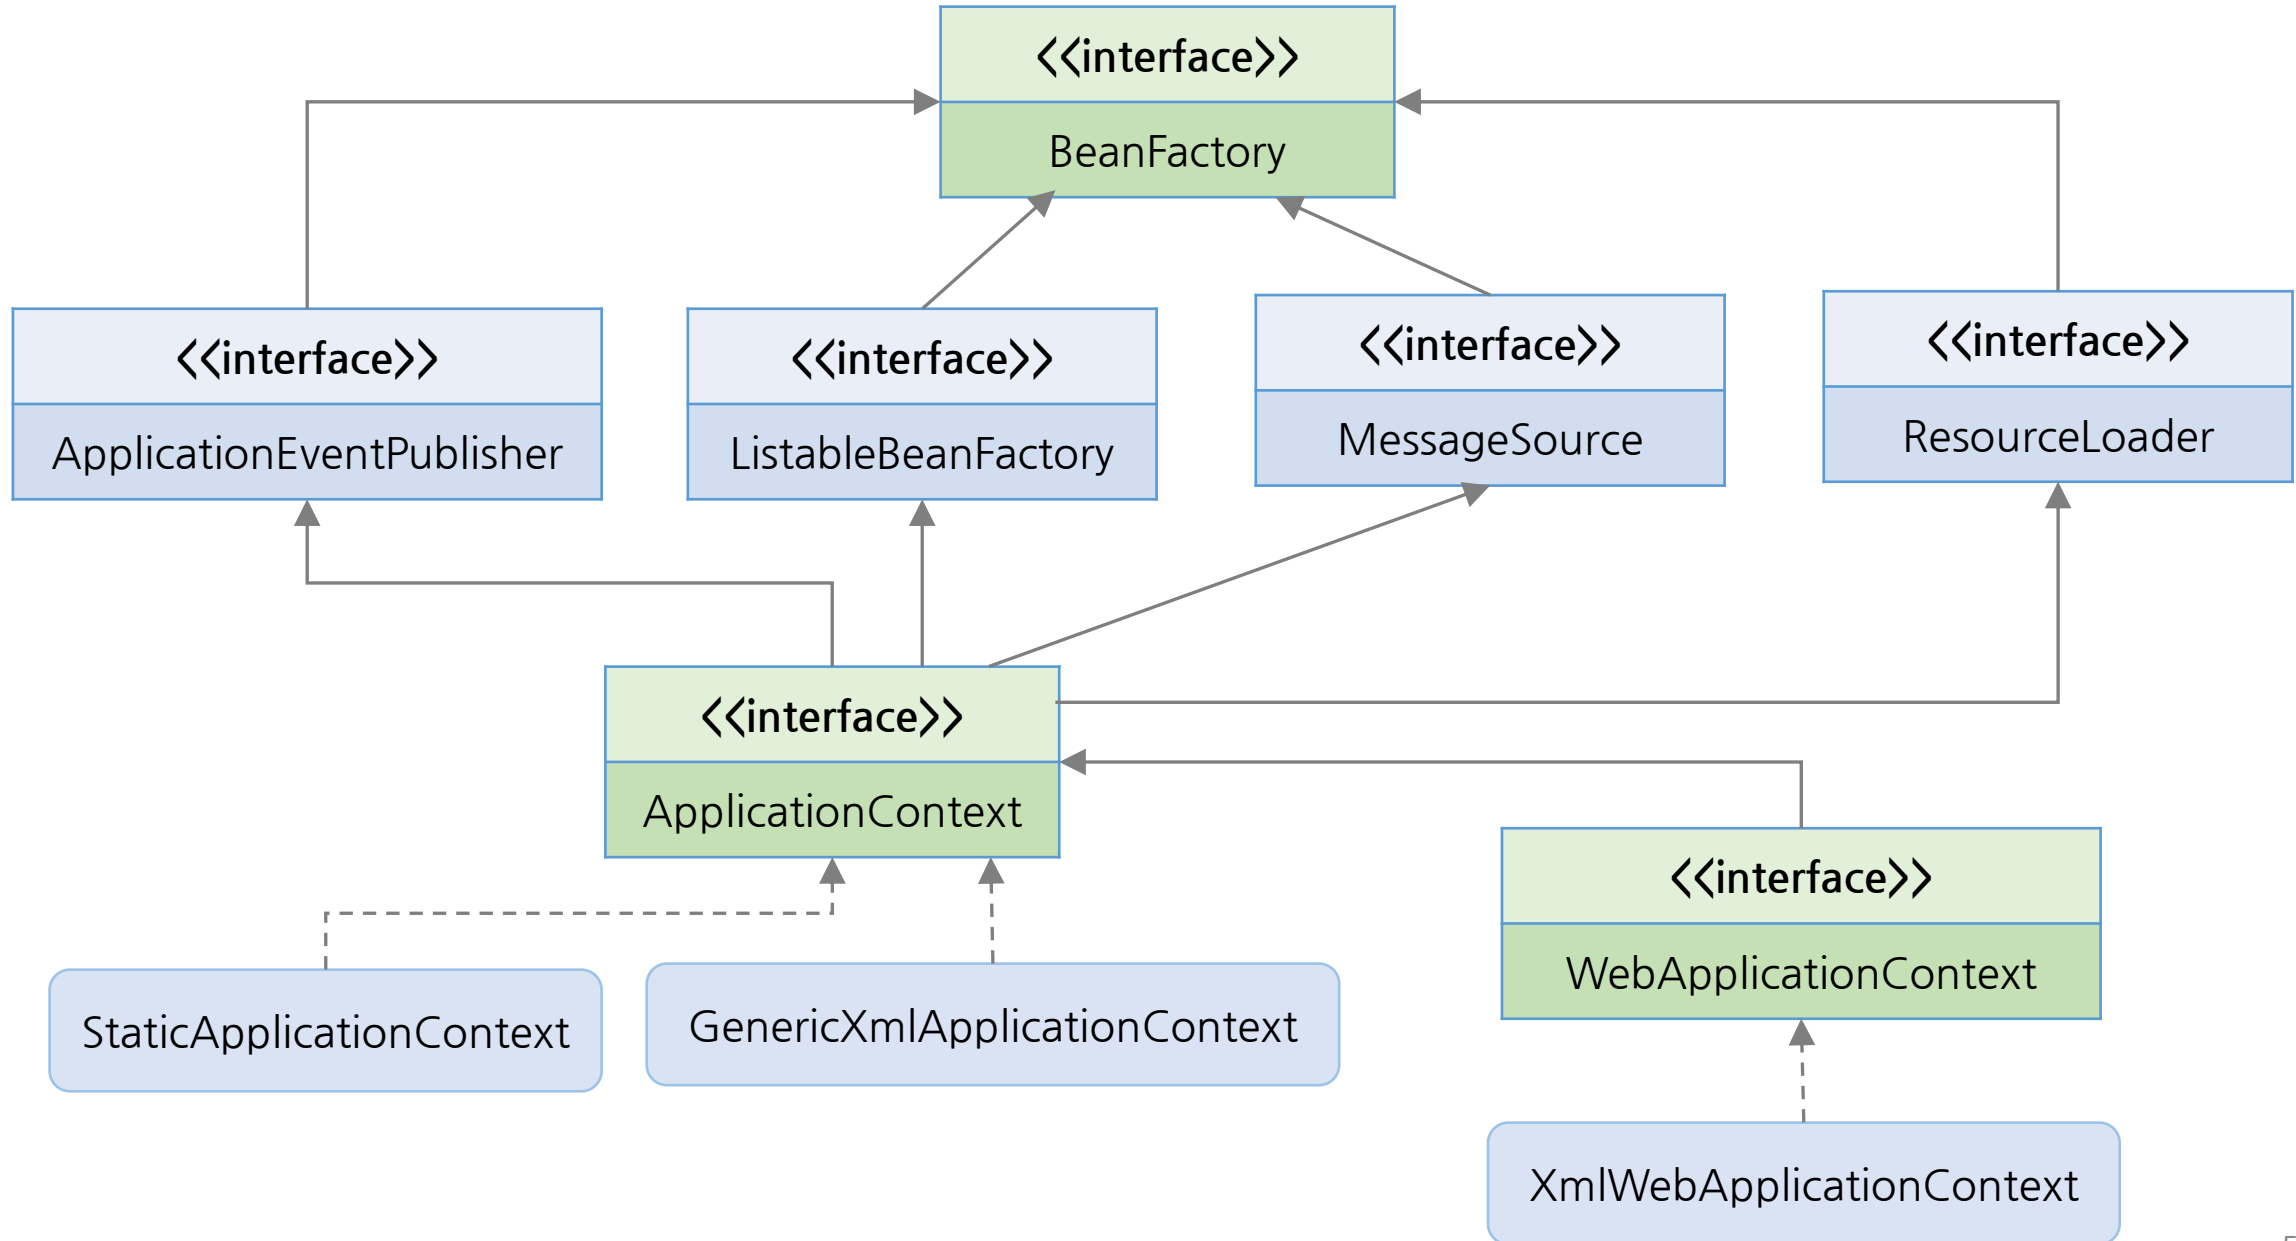 <<interface>>
BeanFactory
<<interface>>
ApplicationEventPublisher
<<interface>>
ListableBeanFactory
<<interface>>
MessageSource
<<interface>>
ResourceLoader
<<interface>>
ApplicationContext
<<interface>>
WebApplicationContext
StaticApplicationContext
GenericXmlApplicationContext
XmlWebApplicationContext